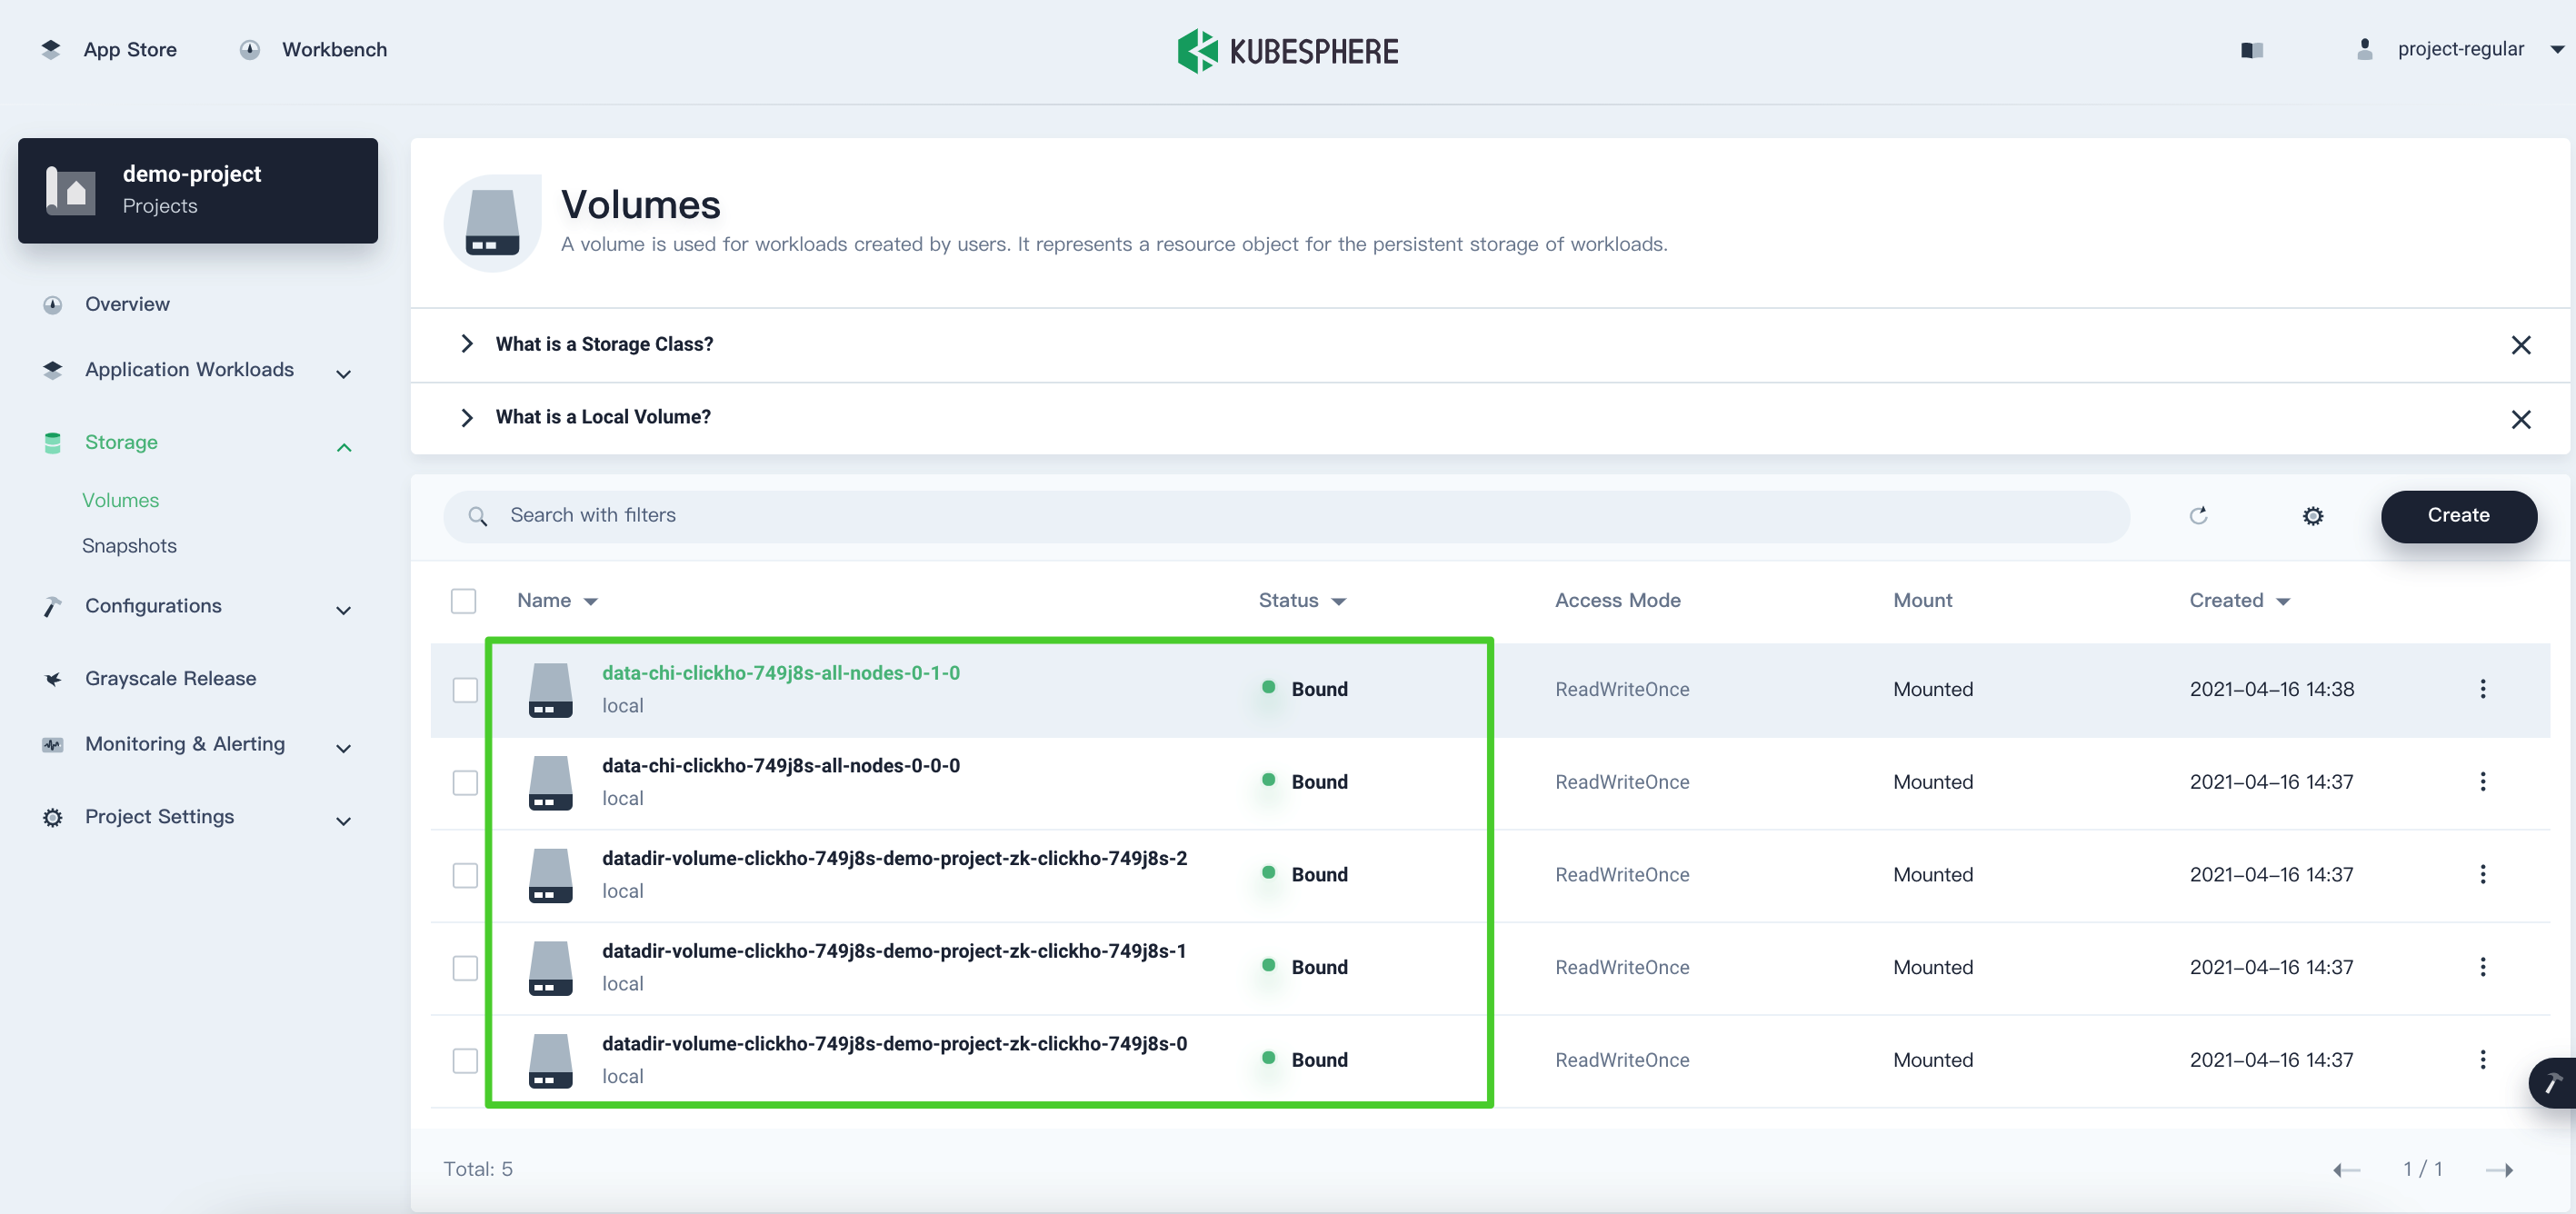 App Store
Workbench
KUBESPHERE
project-regular
demo-project
Projects
Overview
Application Workloads
Storage
Volumes
Snapshots
Configurations
Grayscale Release
Monitoring & Alerting
Project Settings
Volumes
A volume is used for workloads created by users. It represents a resource object for the persistent storage of workloads.
What is a Storage Class?
What is a Local Volume?
Search with filters
Create
Name Status Access Mode Mount Created
data-chi-clickho-749j8s-all-nodes-0-1-0
local
Bound ReadWriteOnce Mounted 2021-04-16 14:38
data-chi-clickho-749j8s-all-nodes-0-0-0
local
Bound ReadWriteOnce Mounted 2021-04-16 14:37
datadir-volume-clickho-749j8s-demo-project-zk-clickho-749j8s-2
local
Bound ReadWriteOnce Mounted 2021-04-16 14:37
datadir-volume-clickho-749j8s-demo-project-zk-clickho-749j8s-1
local
Bound ReadWriteOnce Mounted 2021-04-16 14:37
datadir-volume-clickho-749j8s-demo-project-zk-clickho-749j8s-0
local
Bound ReadWriteOnce Mounted 2021-04-16 14:37
Total: 5
1 / 1